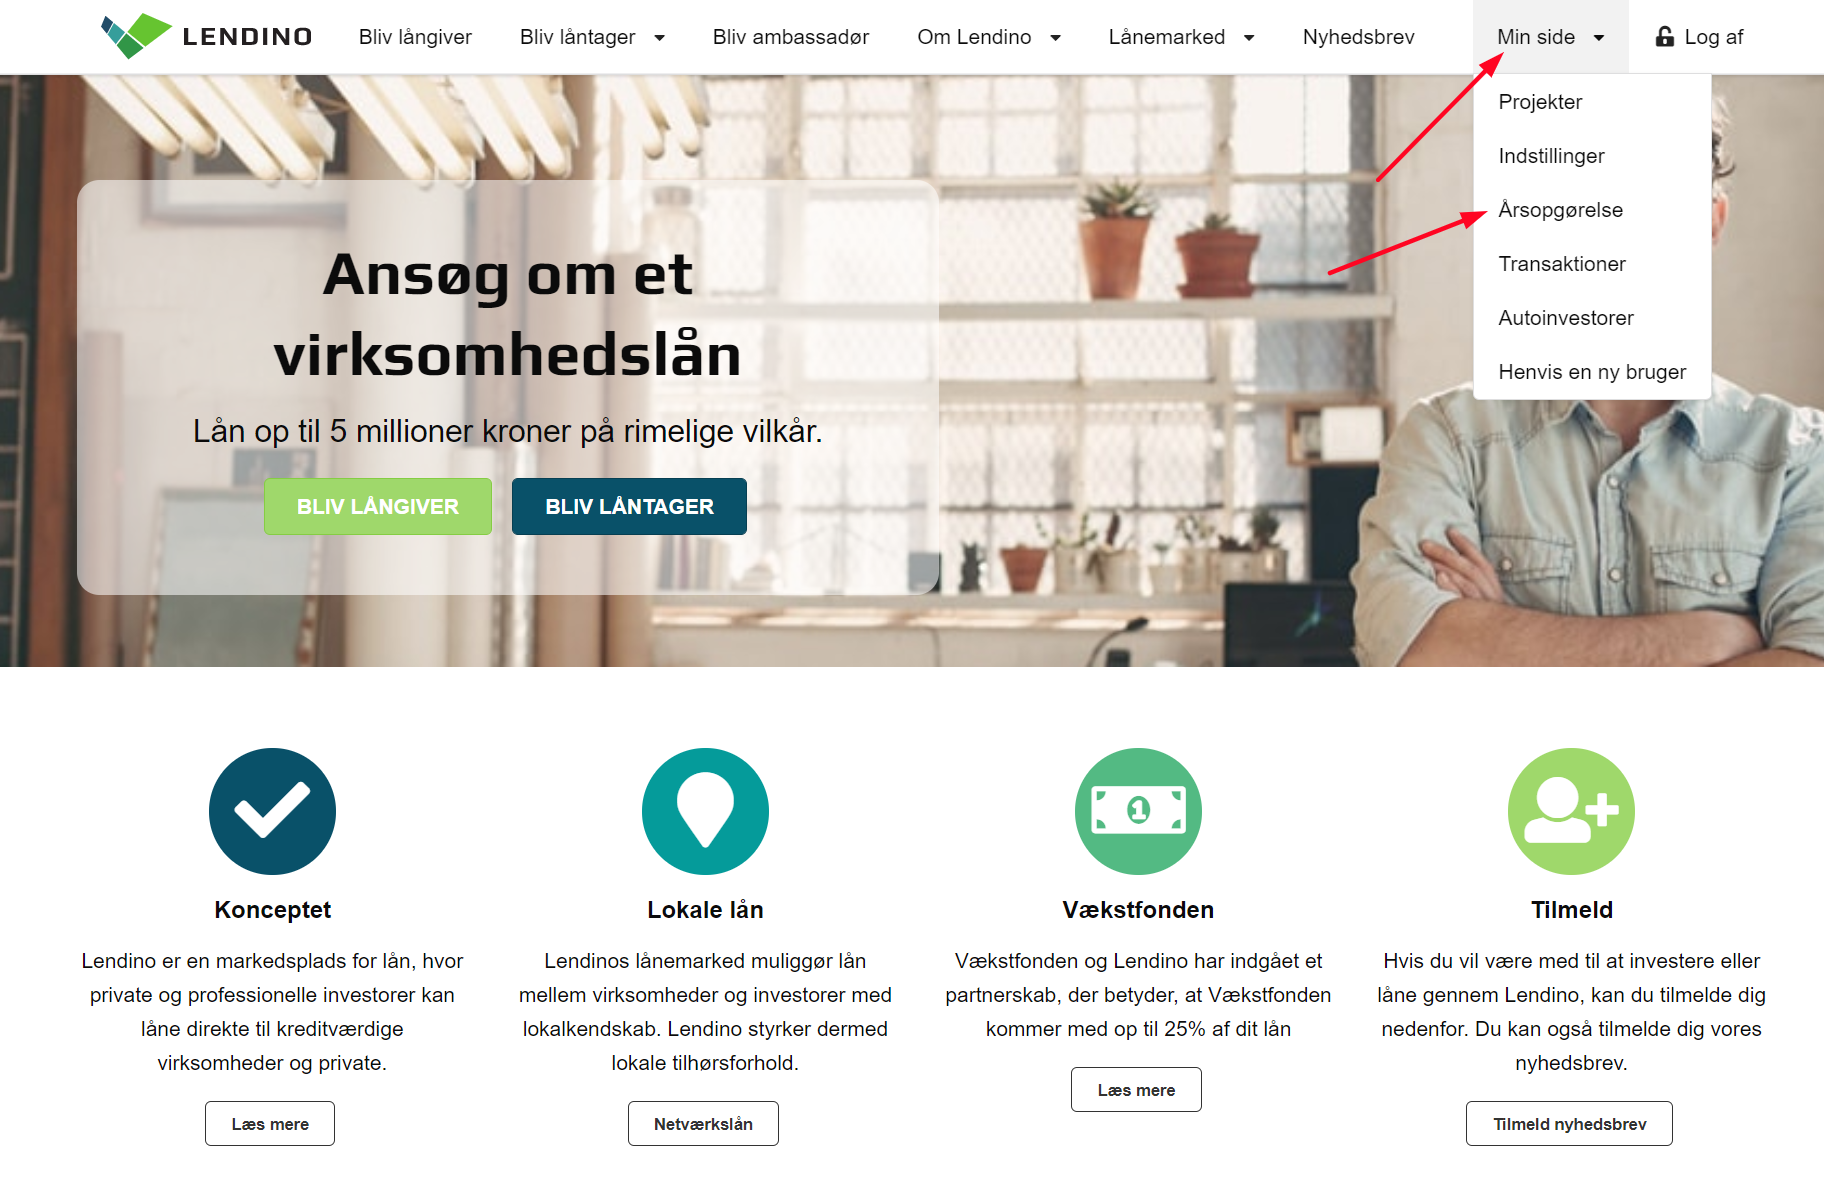 LENDINO
Bliv långiver
Bliv låntager
Bliv ambassadør
Om Lendino
Lånemarked
Nyhedsbrev
Min side
Log af
Projekter
Indstillinger
Årsopgørelse
Transaktioner
Autoinvestorer
Henvis en ny bruger
Ansøg om et
virksomhedslån
Lån op til 5 millioner kroner på rimelige vilkår.
BLIV LÅNGIVER
BLIV LÅNTAGER
Konceptet
Lendino er en markedsplads for lån, hvor
private og professionelle investorer kan
låne direkte til kreditværdige
virksomheder og private.
Læs mere
Lokale lån
Lendinos lånemarked muliggør lån
mellem virksomheder og investorer med
lokalkendskab. Lendino styrker dermed
lokale tilhørsforhold.
Netværkslån
1
Vækstfonden
Vækstfonden og Lendino har indgået et
partnerskab, der betyder, at Vækstfonden
kommer med op til 25% af dit lån
Læs mere
Tilmeld
Hvis du vil være med til at investere eller
låne gennem Lendino, kan du tilmelde dig
nedenfor. Du kan også tilmelde dig vores
nyhedsbrev.
Tilmeld nyhedsbrev